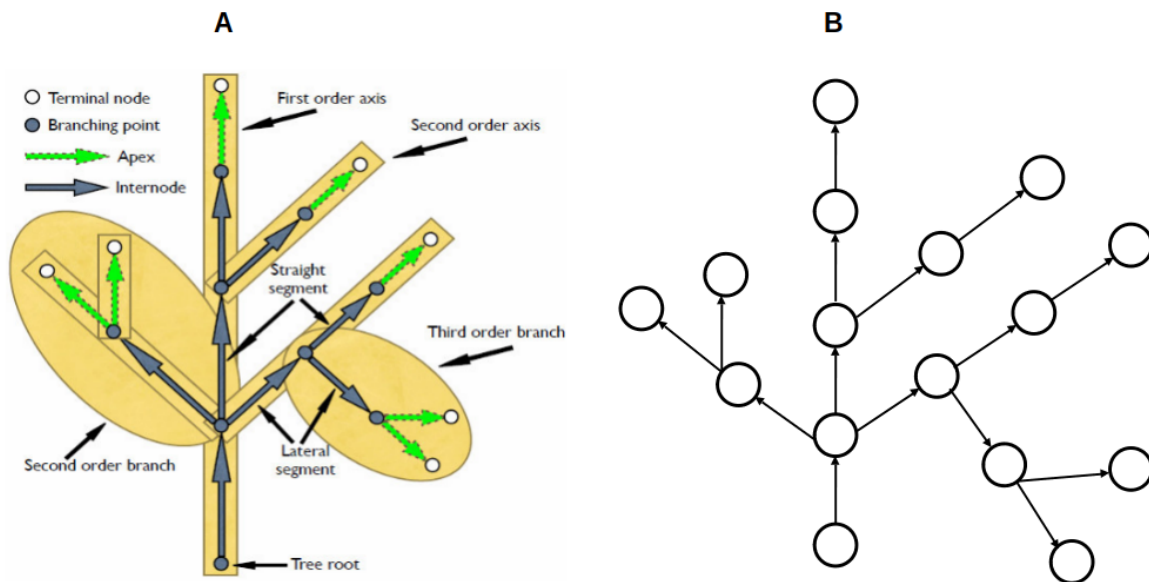 A
B
Terminal node
Branching point
Apex
Internode
First order axis
Second order axis
Straight
segment
Third order branch
Second order branch
Lateral
segment
Tree root